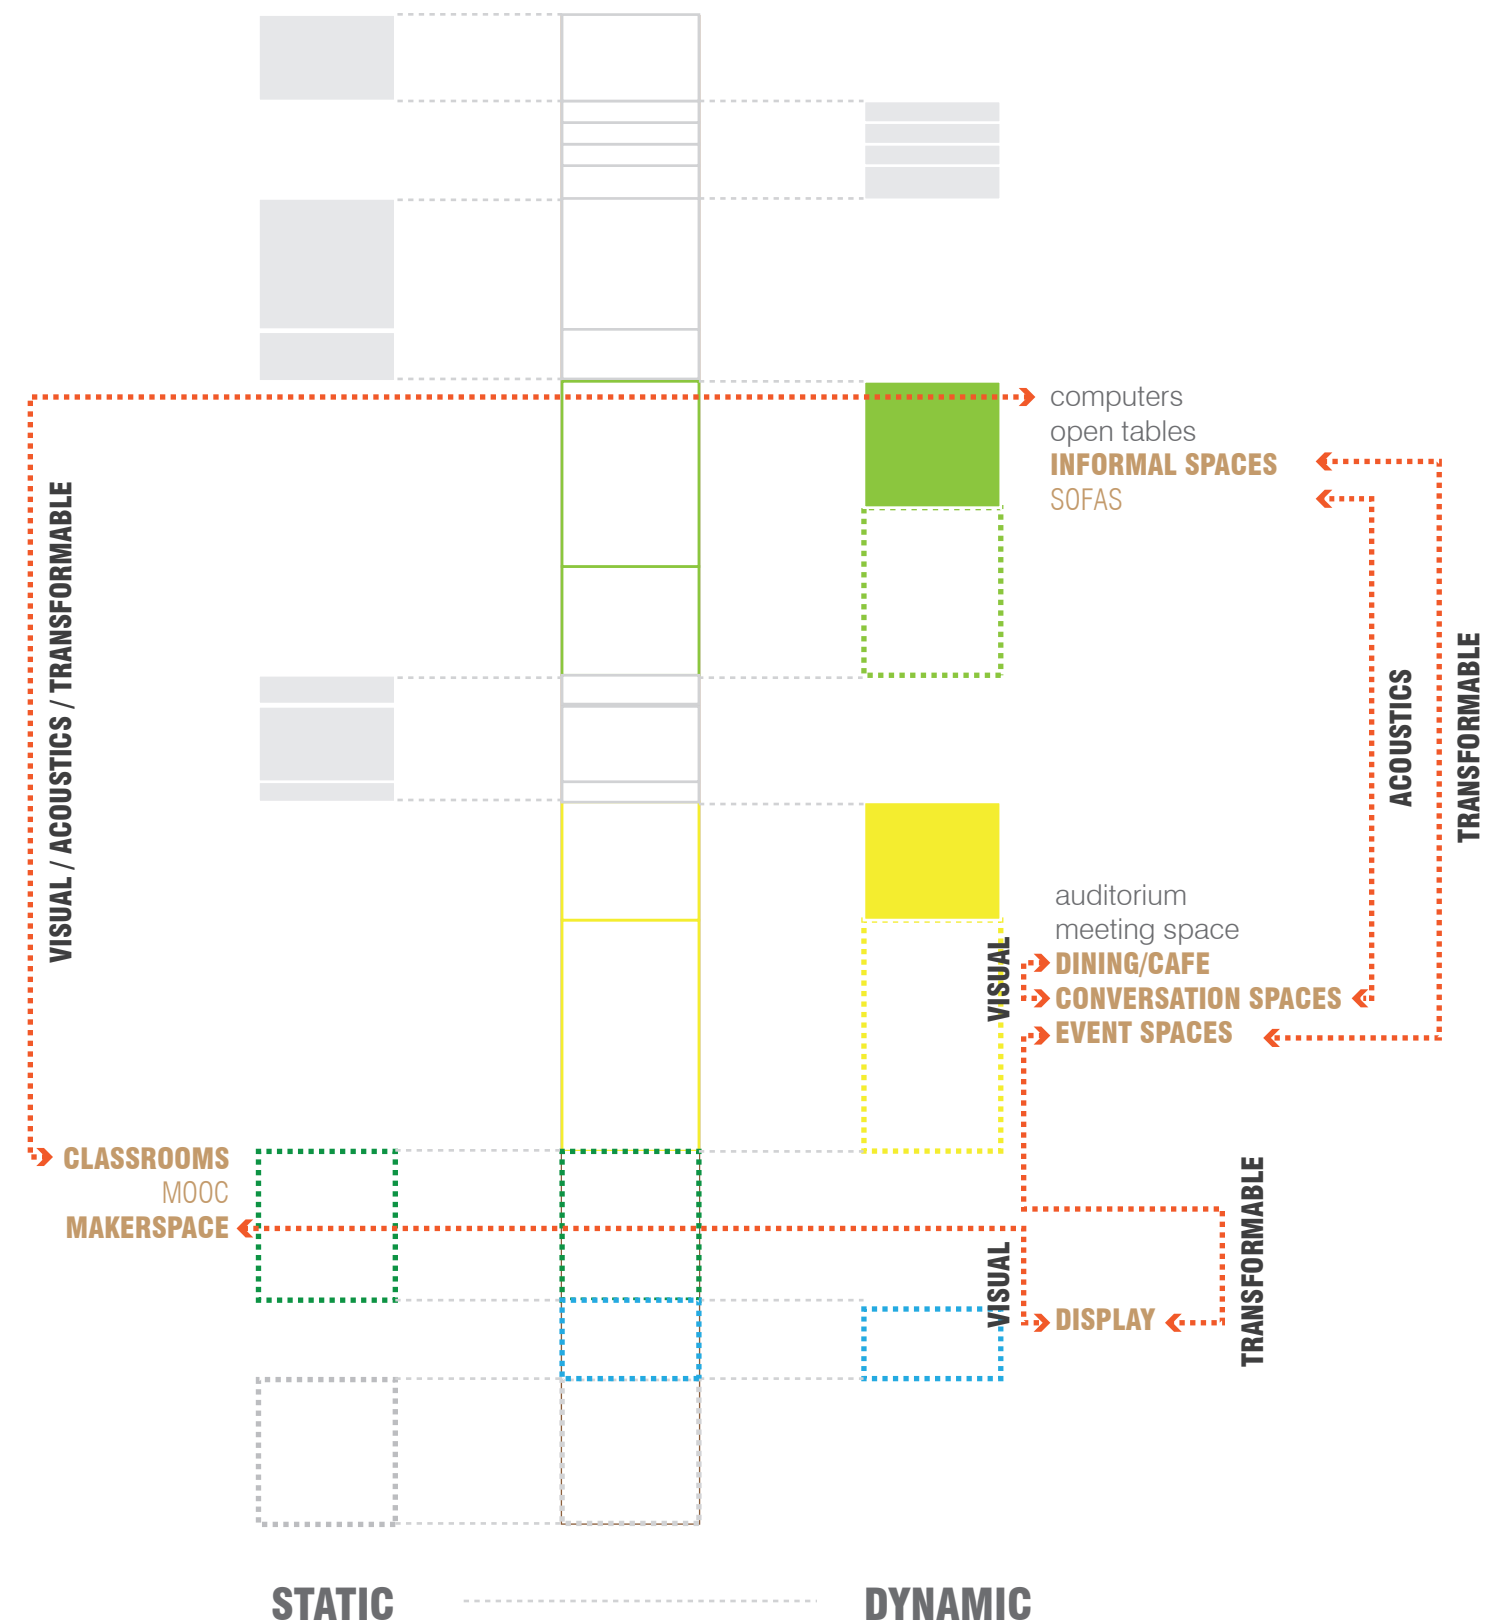 computers
open tables
INFORMAL SPACES
SOFAS
VISUAL / ACOUSTICS / TRANSFORMABLE
ACOUSTICS
TRANSFORMABLE
auditorium
meeting space
DINING/CAFE
CONVERSATION SPACES
EVENT SPACES
VISUAL
CLASSROOMS
MOOC
MAKERSPACE
VISUAL
DISPLAY
TRANSFORMABLE
STATIC
DYNAMIC